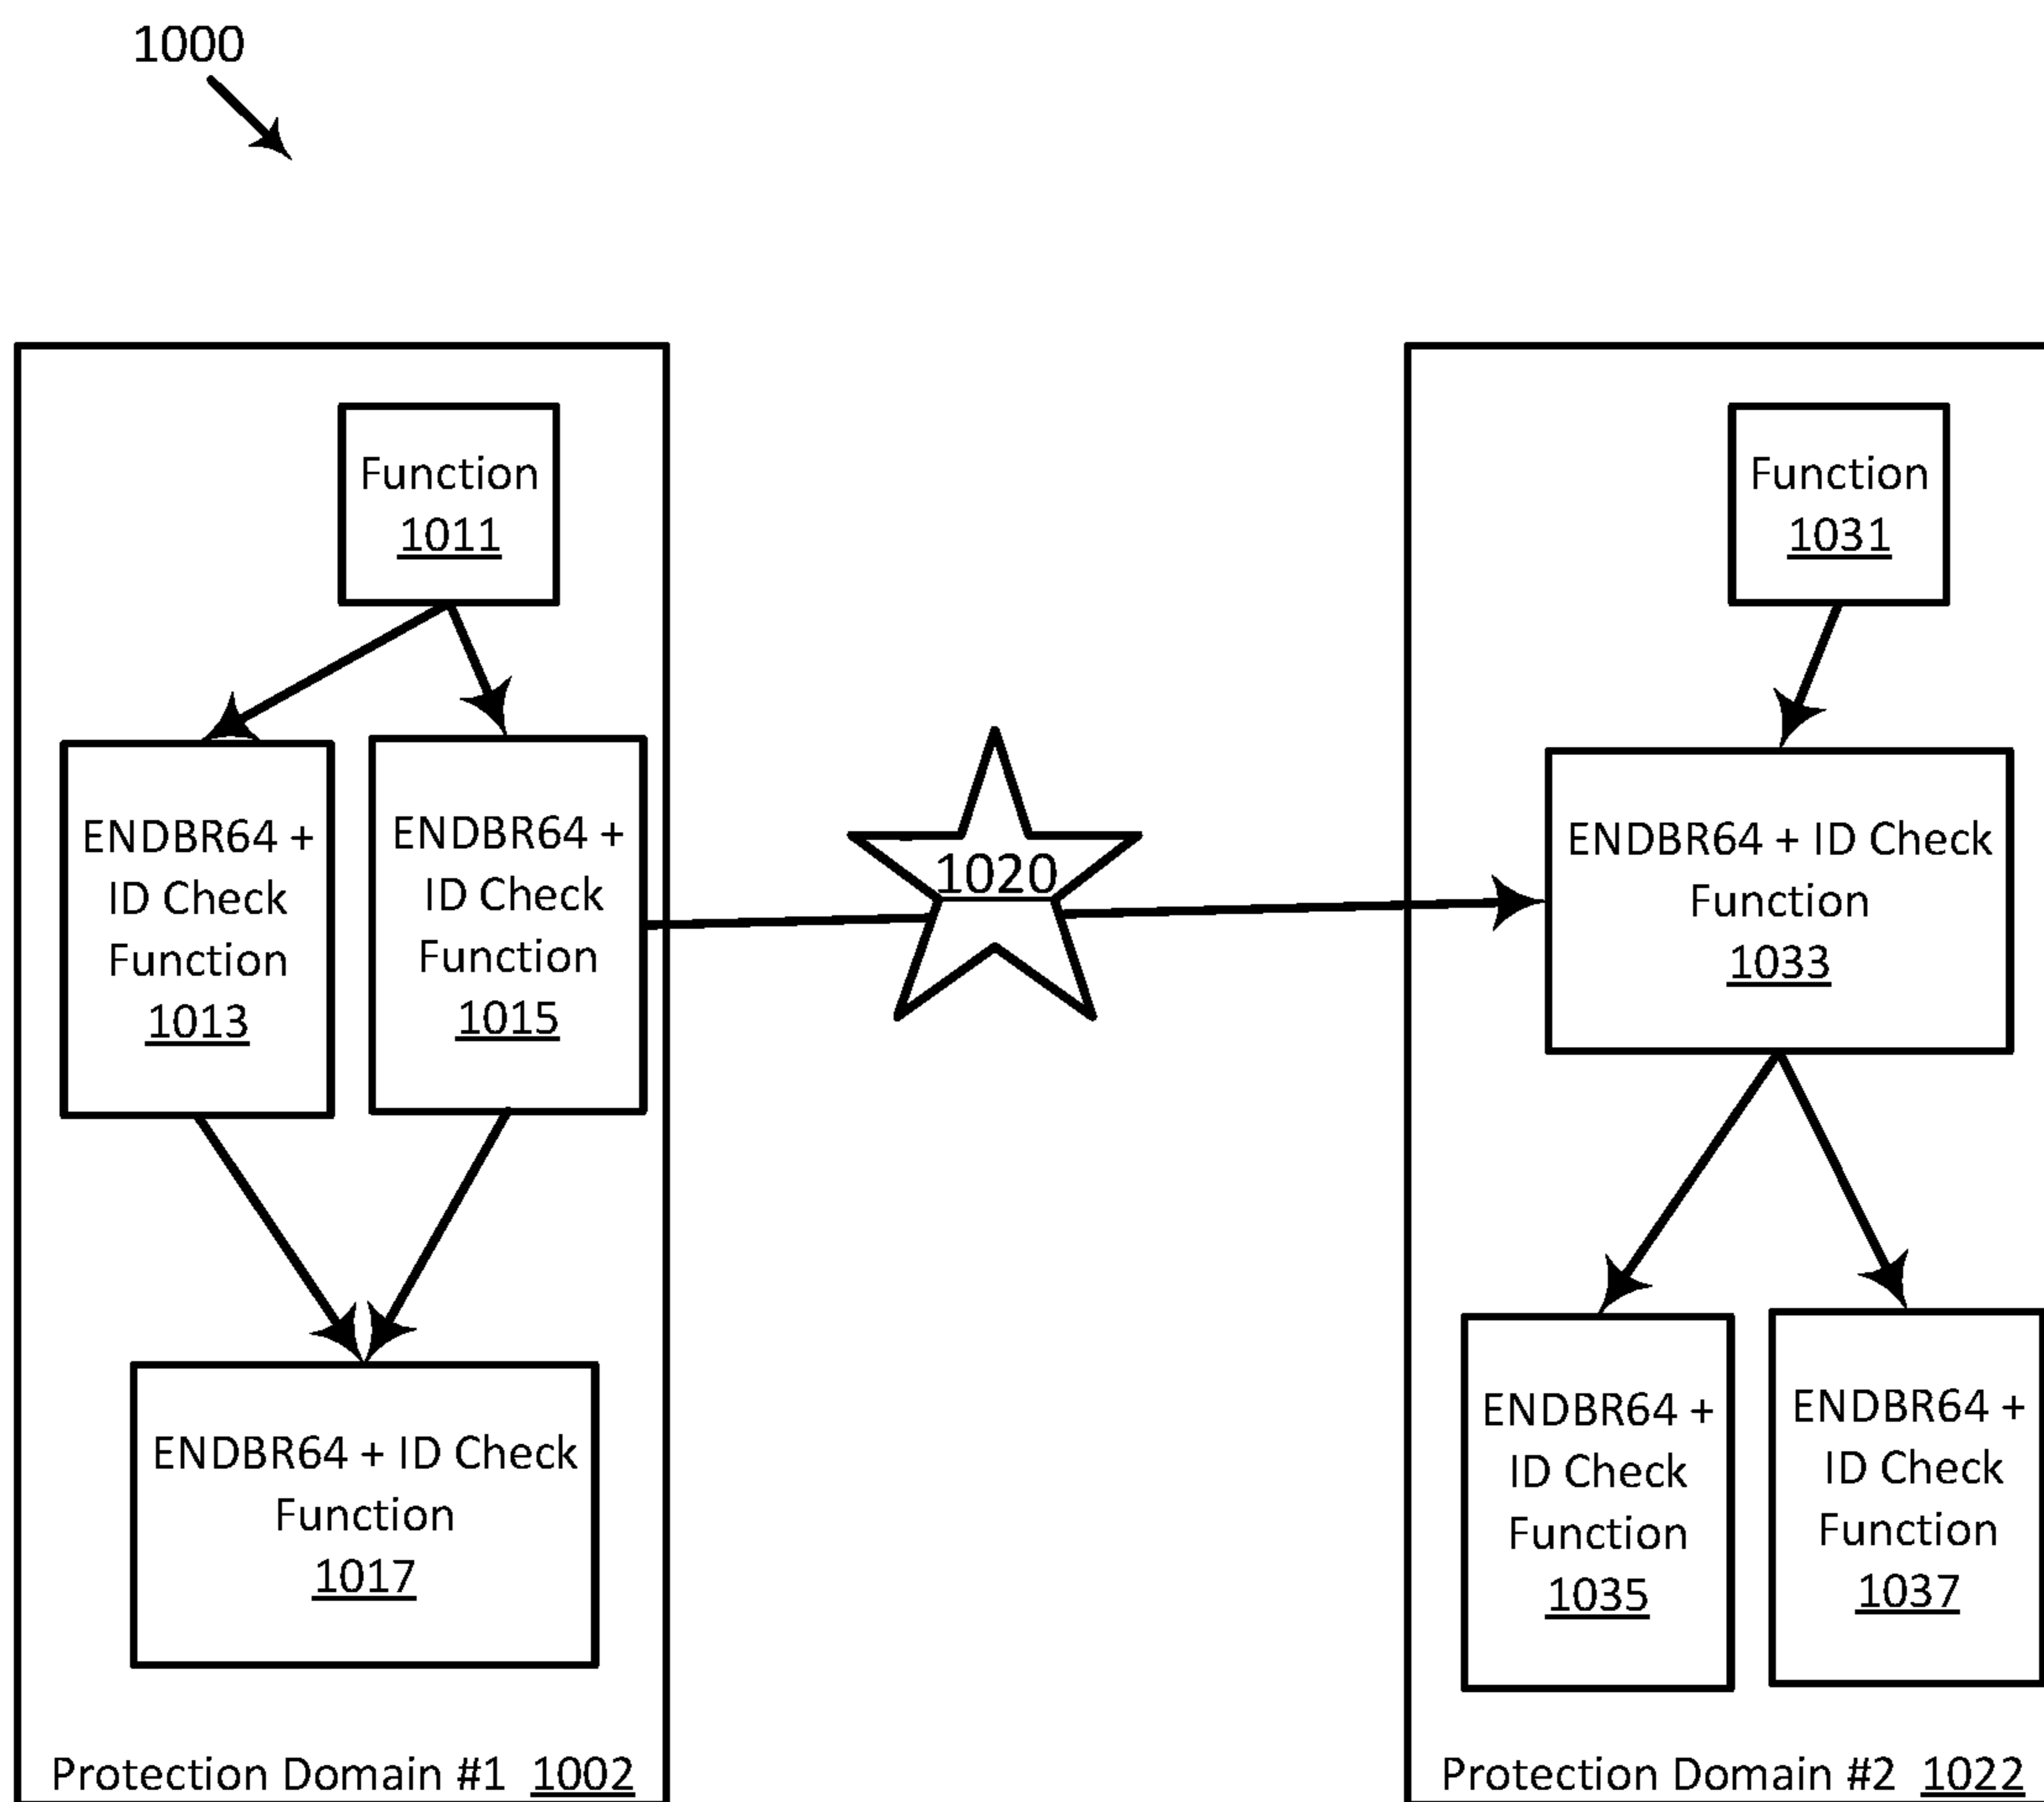 1000
Function
1011
Function
1031
ENDBR64 +
ID Check
Function
1013
ENDBR64 +
ID Check
Function
1015
1020
ENDBR64 + ID Check
Function
1033
ENDBR64 + ID Check
Function
1017
ENDBR64 +
ID Check
Function
1035
ENDBR64 +
ID Check
Function
1037
Protection Domain #1 1002
Protection Domain #2 1022